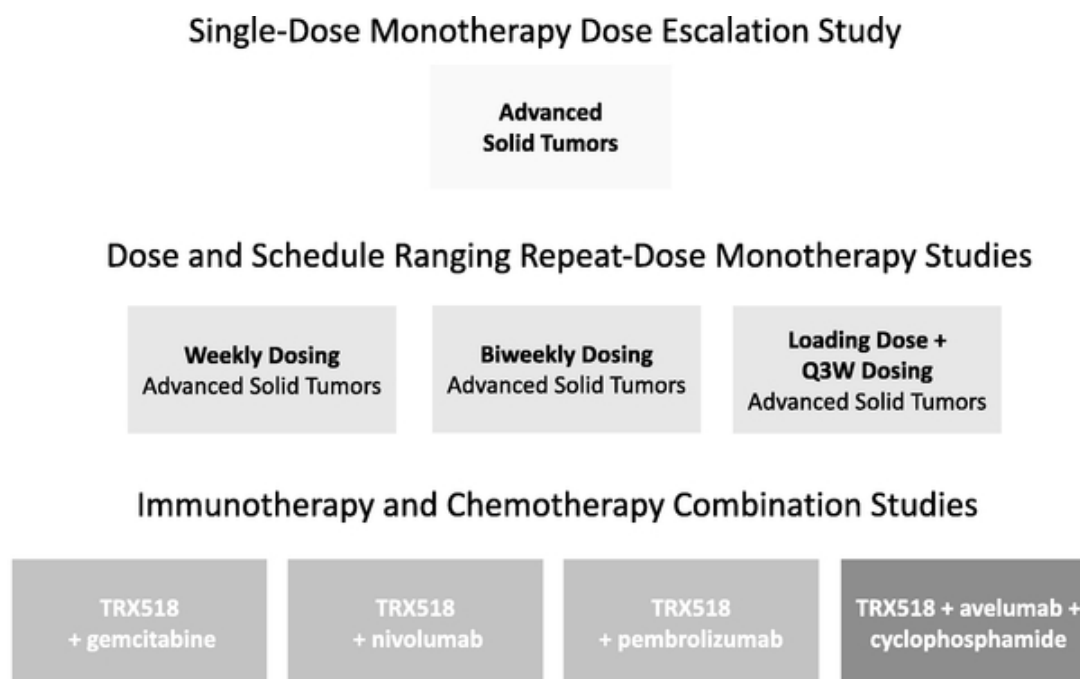 Single-Dose Monotherapy Dose Escalation Study
Advanced
Solid Tumors
Dose and Schedule Ranging Repeat-Dose Monotherapy Studies
Weekly Dosing
Advanced Solid Tumors
Biweekly Dosing
Advanced Solid Tumors
Loading Dose +
Q3W Dosing
Advanced Solid Tumors
Immunotherapy and Chemotherapy Combination Studies
TRX518
+ gemcitabine
TRX518
+ nivolumab
TRX518
+ pembrolizumab
TRX518 + avelumab +
cyclophosphamide